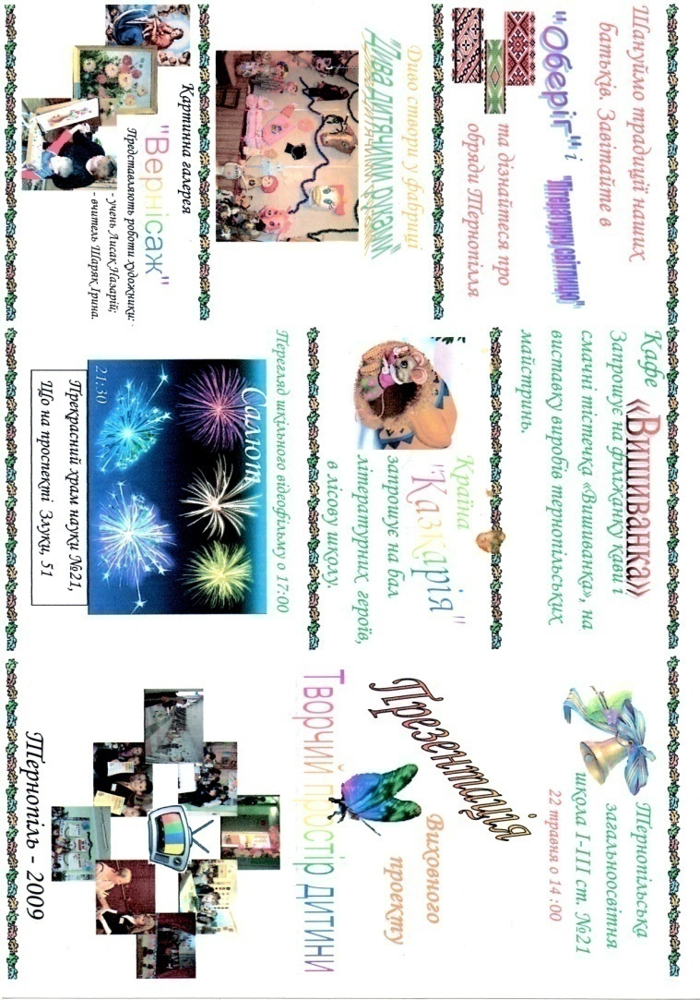 Шануймо традиції наших
батьків. Завітайте в
"Оберіг" і "Літературну світлицю"
та дізнайтеся про
обряди Тернопілля
Диво створи у фабриці
"Дива дитячими руками"
Картинна галерея
"Вернісаж"
Представляють роботи художники:
- учень Лисак Назарій;
- вчитель Шаряк Ірина.
Кафе «Вишиванка»
Запрошує на філіжанку кави і
смачні тістечка «Вишиванка», на
виставку виробів тернопільських
майстринь.
Країна
"Казкарія"
запрошує на бал
літературних героїв,
в лісову школу.
Перегляд шкільного відеофільму о 17:00
Салют
21:30
Прекрасний храм науки №21,
Що на проспекті Злуки, 51
Тернопільська
загальноосвітня
школа І-ІІІ ст. №21
22 травня о 14:00
Презентація
Виховного
проекту
Творчий простір дитини
Тернопіль - 2009